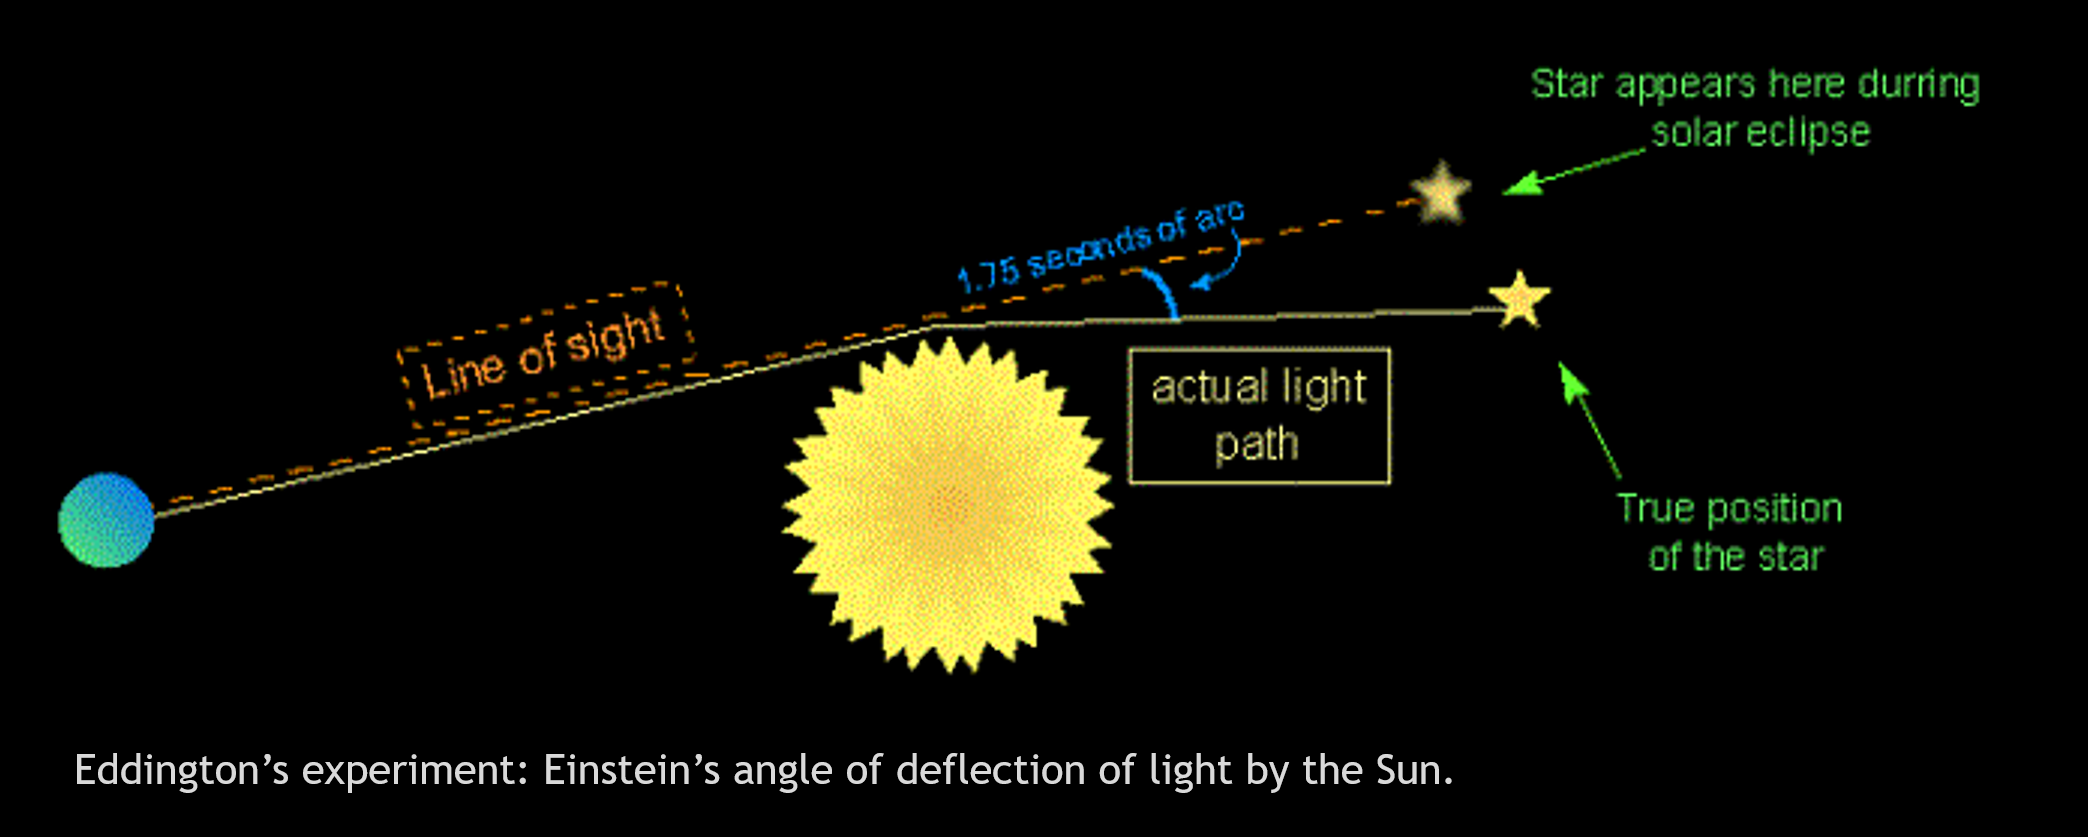 Star appears here durring
solar eclipse
1.75 seconds of arc
Line of sight
actual light
path
True position
of the star
Eddington’s experiment: Einstein’s angle of deflection of light by the Sun.